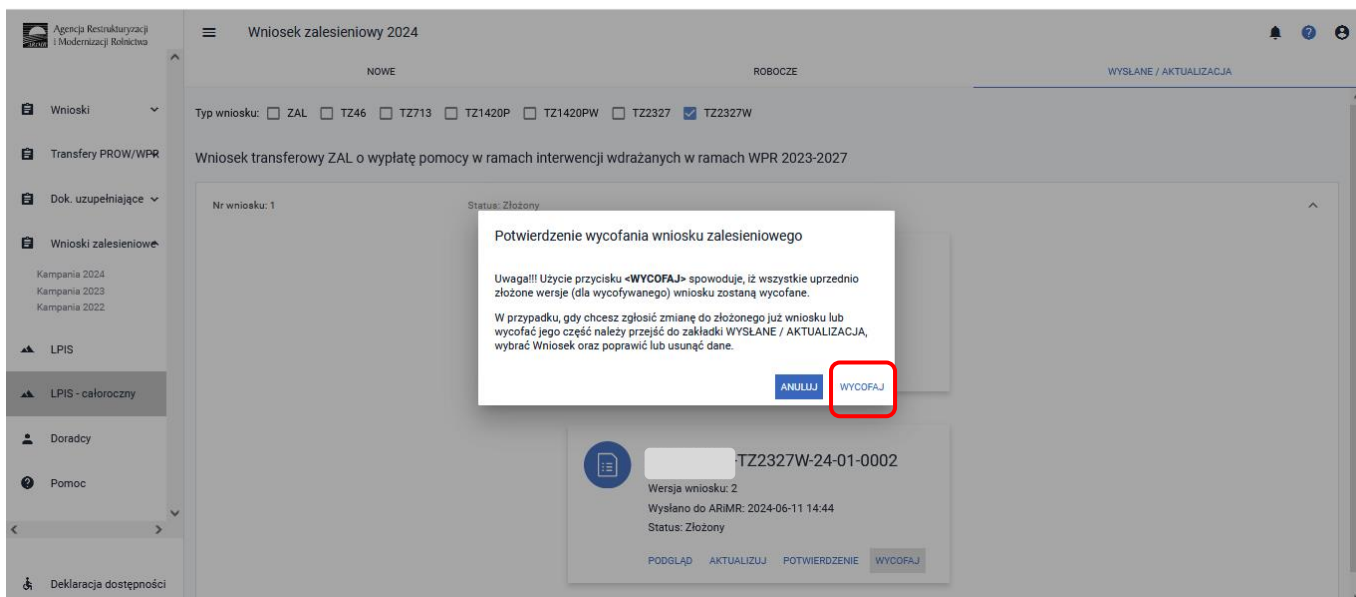 Agencja Restrukturyzacji
i Modernizacji Rolnictwa
ARiMR
Wniosek zalesieniowy 2024
NOWE
ROBOCZE
WYSŁANE / AKTUALIZACJA
Wnioski
Transfery PROW/WPR
Dok. uzupełniające
Wnioski zalesieniowe
Kampania 2024
Kampania 2023
Kampania 2022
LPIS
LPIS - całoroczny
Doradcy
Pomoc
Deklaracja dostępności
Typ wniosku: ZAL TZ46 TZ713 TZ1420P TZ1420PW TZ2327 TZ2327W
Wniosek transferowy ZAL o wypłatę pomocy w ramach interwencji wdrażanych w ramach WPR 2023-2027
Nr wniosku: 1 Status: Złożony
Potwierdzenie wycofania wniosku zalesieniowego
Uwaga!!! Użycie przycisku <WYCOFAJ> spowoduje, iż wszystkie uprzednio
złożone wersje (dla wycofywanego) wniosku zostaną wycofane.
W przypadku, gdy chcesz zgłosić zmianę do złożonego już wniosku lub
wycofać jego część należy przejść do zakładki WYSŁANE / AKTUALIZACJA,
wybrać Wniosek oraz poprawić lub usunąć dane.
ANULUJ WYCOFAJ
-TZ2327W-24-01-0002
Wersja wniosku: 2
Wysłano do ARiMR: 2024-06-11 14:44
Status: Złożony
PODGLĄD AKTUALIZUJ POTWIERDZENIE WYCOFAJ